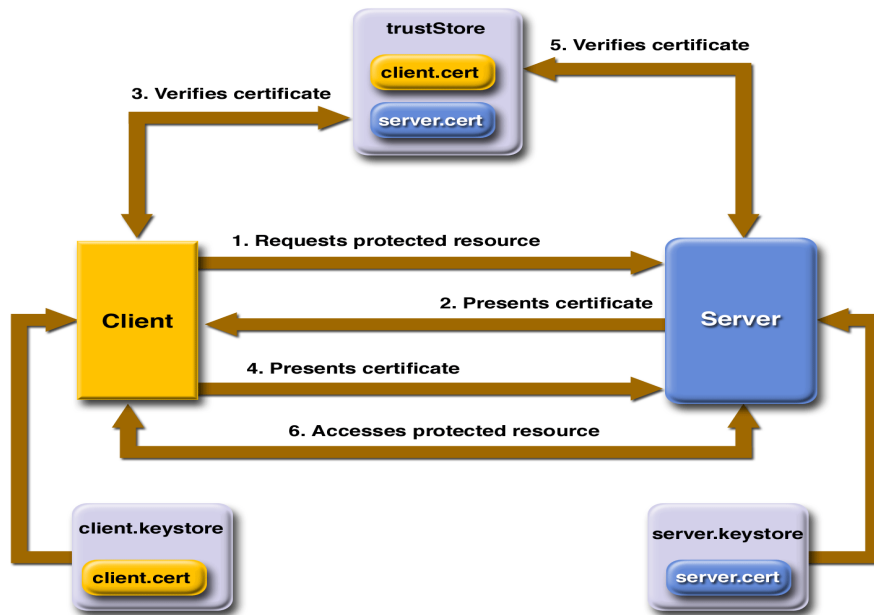 trustStore
client.cert
server.cert
5. Verifies certificate
3. Verifies certificate
1. Requests protected resource
2. Presents certificate
Client
Server
4. Presents certificate
6. Accesses protected resource
client.keystore
client.cert
server.keystore
server.cert